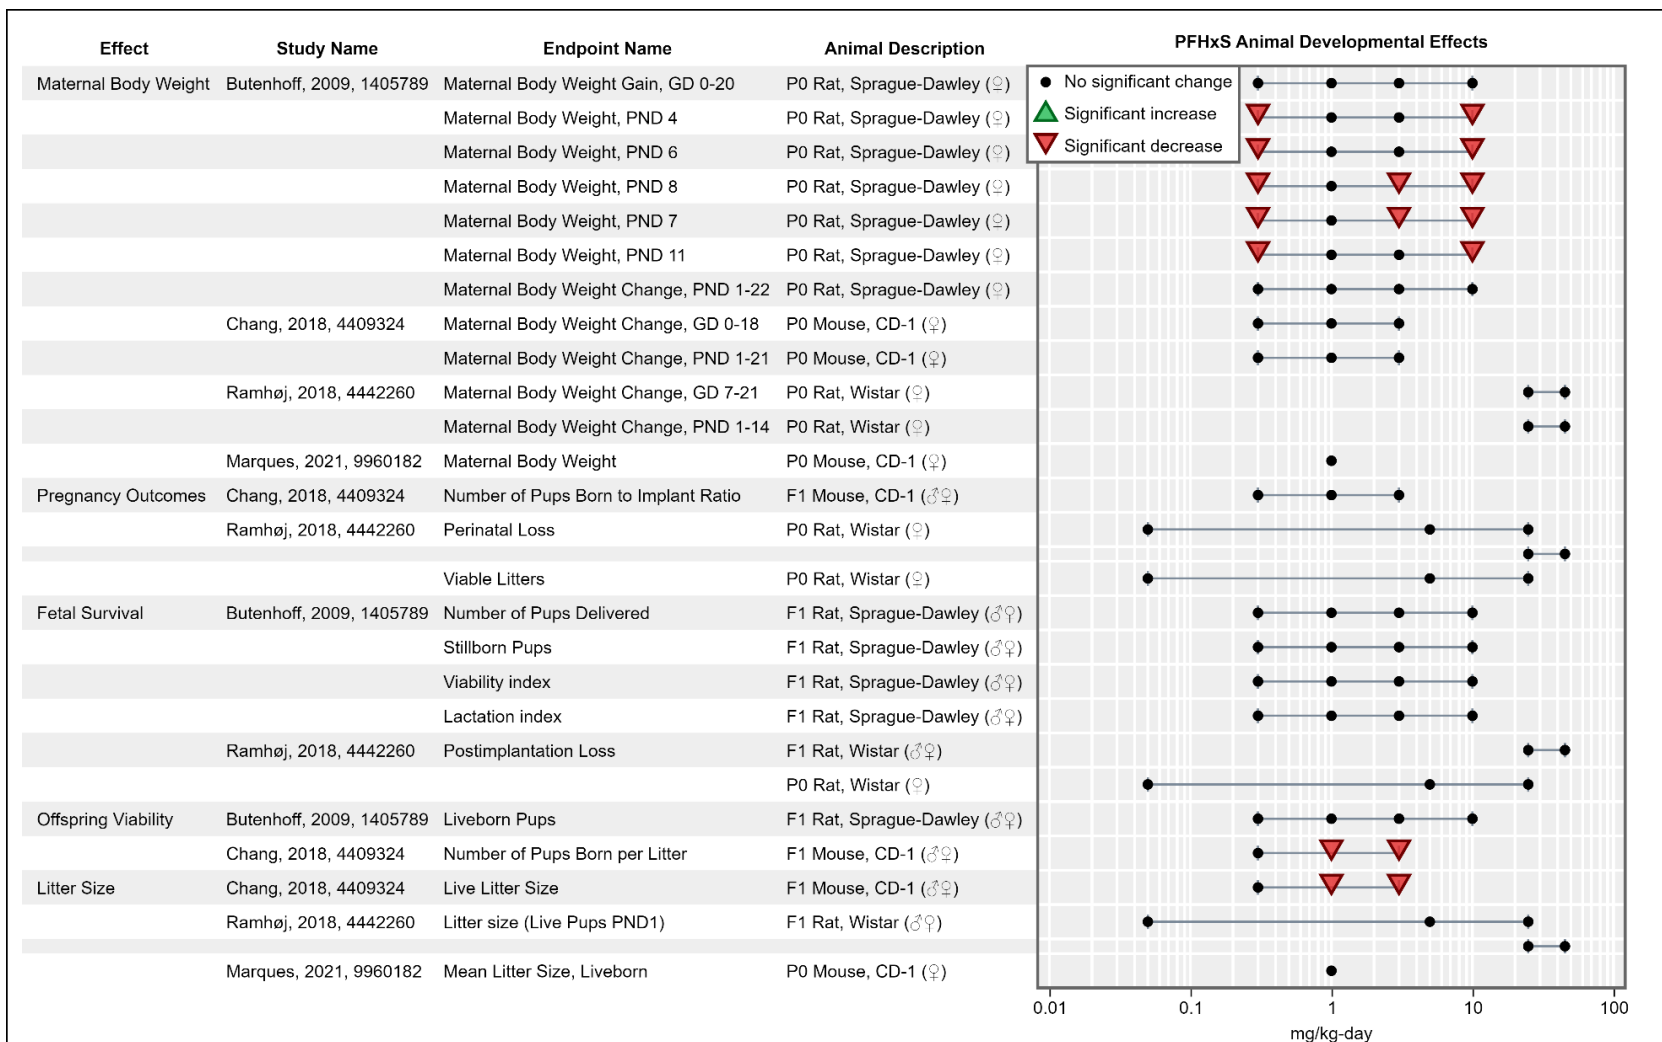 Effect Study Name Endpoint Name Animal Description PFHxS Animal Developmental Effects
Maternal Body Weight Butenhoff, 2009, 1405789 Maternal Body Weight Gain, GD 0-20 P0 Rat, Sprague-Dawley (♀)
No significant change
Significant increase
Significant decrease
Maternal Body Weight, PND 4 P0 Rat, Sprague-Dawley (♀)
Maternal Body Weight, PND 6 P0 Rat, Sprague-Dawley (♀)
Maternal Body Weight, PND 8 P0 Rat, Sprague-Dawley (♀)
Maternal Body Weight, PND 7 P0 Rat, Sprague-Dawley (♀)
Maternal Body Weight, PND 11 P0 Rat, Sprague-Dawley (♀)
Maternal Body Weight Change, PND 1-22 P0 Rat, Sprague-Dawley (♀)
Chang, 2018, 4409324 Maternal Body Weight Change, GD 0-18 P0 Mouse, CD-1 (♀)
Maternal Body Weight Change, PND 1-21 P0 Mouse, CD-1 (♀)
Ramhøj, 2018, 4442260 Maternal Body Weight Change, GD 7-21 P0 Rat, Wistar (♀)
Maternal Body Weight Change, PND 1-14 P0 Rat, Wistar (♀)
Marques, 2021, 9960182 Maternal Body Weight P0 Mouse, CD-1 (♀)
Pregnancy Outcomes Chang, 2018, 4409324 Number of Pups Born to Implant Ratio F1 Mouse, CD-1 (♂♀)
Ramhøj, 2018, 4442260 Perinatal Loss P0 Rat, Wistar (♀)
Viable Litters P0 Rat, Wistar (♀)
Fetal Survival Butenhoff, 2009, 1405789 Number of Pups Delivered F1 Rat, Sprague-Dawley (♂♀)
Stillborn Pups F1 Rat, Sprague-Dawley (♂♀)
Viability index F1 Rat, Sprague-Dawley (♂♀)
Lactation index F1 Rat, Sprague-Dawley (♂♀)
Ramhøj, 2018, 4442260 Postimplantation Loss F1 Rat, Wistar (♂♀)
P0 Rat, Wistar (♀)
Offspring Viability Butenhoff, 2009, 1405789 Liveborn Pups F1 Rat, Sprague-Dawley (♂♀)
Chang, 2018, 4409324 Number of Pups Born per Litter F1 Mouse, CD-1 (♂♀)
Litter Size Chang, 2018, 4409324 Live Litter Size F1 Mouse, CD-1 (♂♀)
Ramhøj, 2018, 4442260 Litter size (Live Pups PND1) F1 Rat, Wistar (♂♀)
Marques, 2021, 9960182 Mean Litter Size, Liveborn P0 Mouse, CD-1 (♀)
0.01 0.1 1 10 100
mg/kg-day